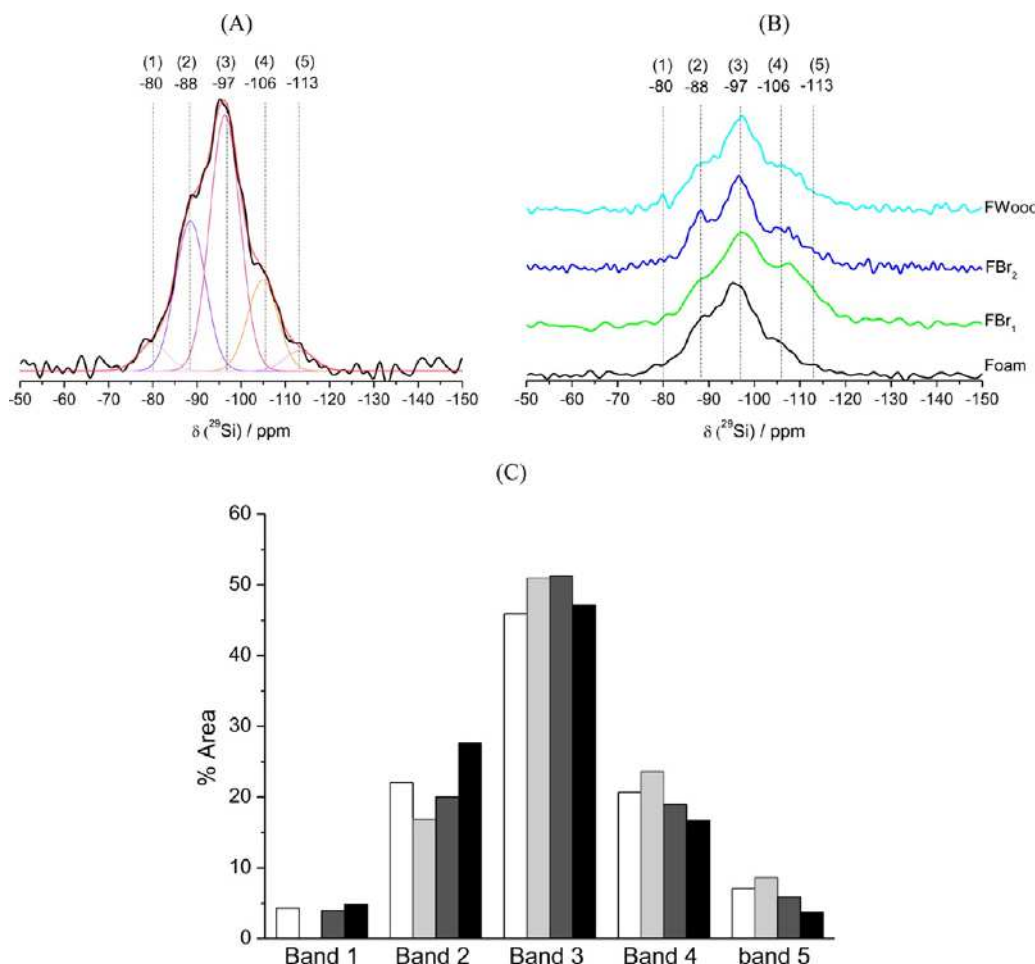 (A)
(1) (2) (3) (4) (5)
-80 -88 -97 -106 -113
-50 -60 -70 -80 -90 -100 -110 -120 -130 -140 -150
δ (²⁹Si) / ppm
(B)
(1) (2) (3) (4) (5)
-80 -88 -97 -106 -113
FWooc
FBr₂
FBr₁
Foam
-50 -60 -70 -80 -90 -100 -110 -120 -130 -140 -150
δ (²⁹Si) / ppm
(C)
60
50
40
30
20
10
0
% Area
Band 1 Band 2 Band 3 Band 4 band 5